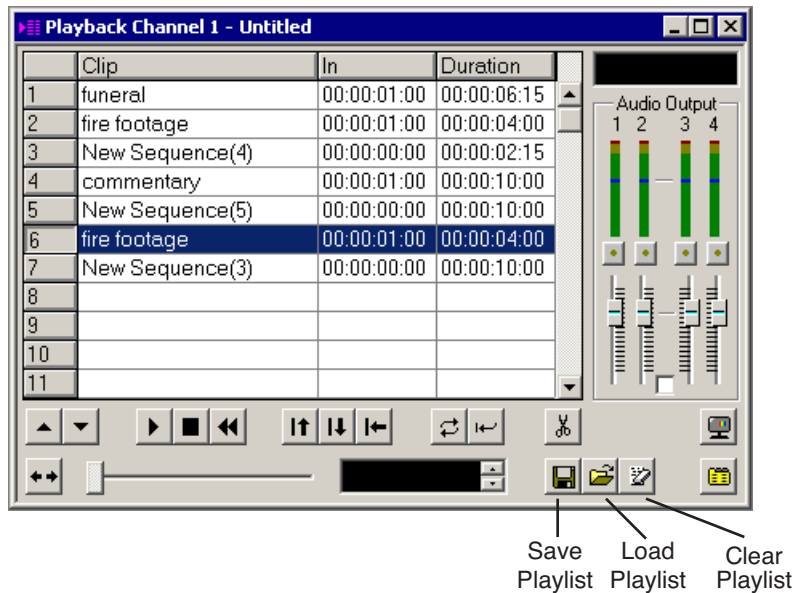 Playback Channel 1 - Untitled
Clip In Duration
1 funeral 00:00:01:00 00:00:06:15
2 fire footage 00:00:01:00 00:00:04:00
3 New Sequence(4) 00:00:00:00 00:00:02:15
4 commentary 00:00:01:00 00:00:10:00
5 New Sequence(5) 00:00:00:00 00:00:10:00
6 fire footage 00:00:01:00 00:00:04:00
7 New Sequence(3) 00:00:00:00 00:00:10:00
8
9
10
11
Audio Output
1 2 3 4
Save Playlist
Load Playlist
Clear Playlist